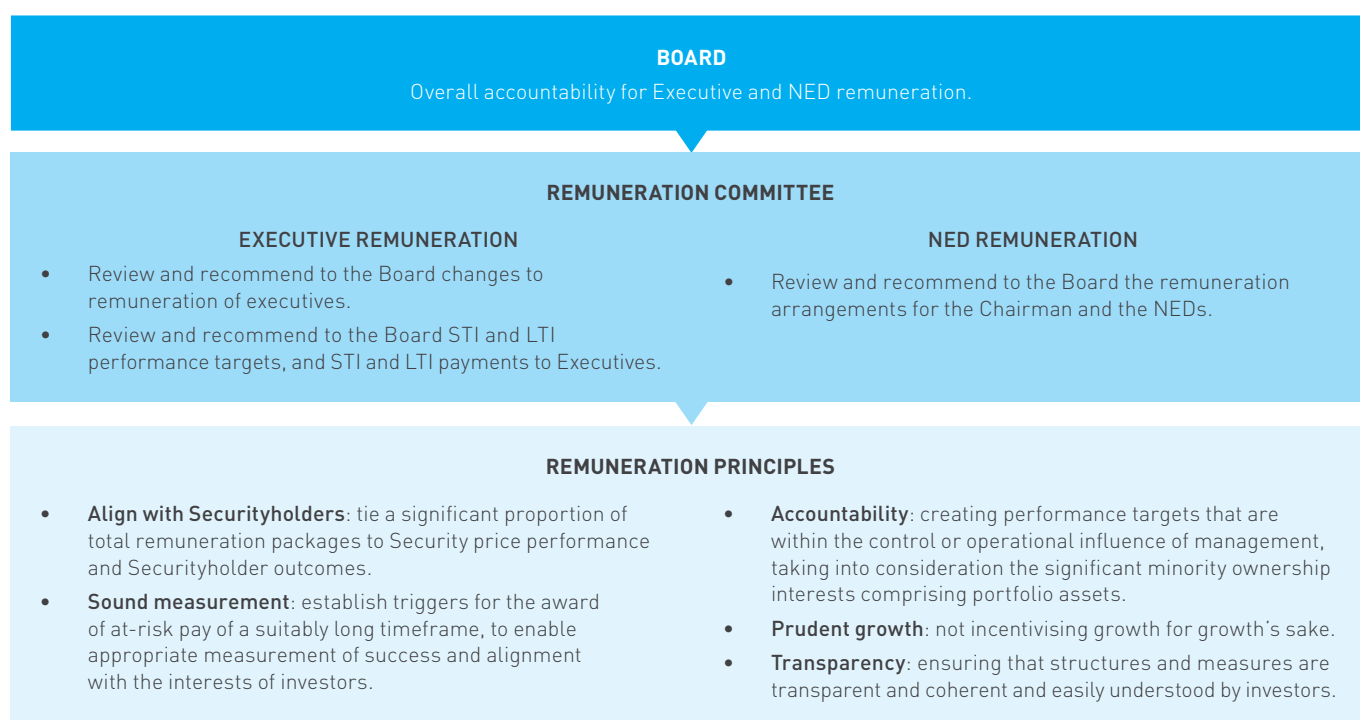 BOARD
Overall accountability for Executive and NED remuneration.
REMUNERATION COMMITTEE
EXECUTIVE REMUNERATION
• Review and recommend to the Board changes to
remuneration of executives.
• Review and recommend to the Board STI and LTI
performance targets, and STI and LTI payments to Executives.
NED REMUNERATION
• Review and recommend to the Board the remuneration
arrangements for the Chairman and the NEDs.
REMUNERATION PRINCIPLES
• Align with Securityholders: tie a significant proportion of
total remuneration packages to Security price performance
and Securityholder outcomes.
• Sound measurement: establish triggers for the award
of at-risk pay of a suitably long timeframe, to enable
appropriate measurement of success and alignment
with the interests of investors.
• Accountability: creating performance targets that are
within the control or operational influence of management,
taking into consideration the significant minority ownership
interests comprising portfolio assets.
• Prudent growth: not incentivising growth for growth's sake.
• Transparency: ensuring that structures and measures are
transparent and coherent and easily understood by investors.